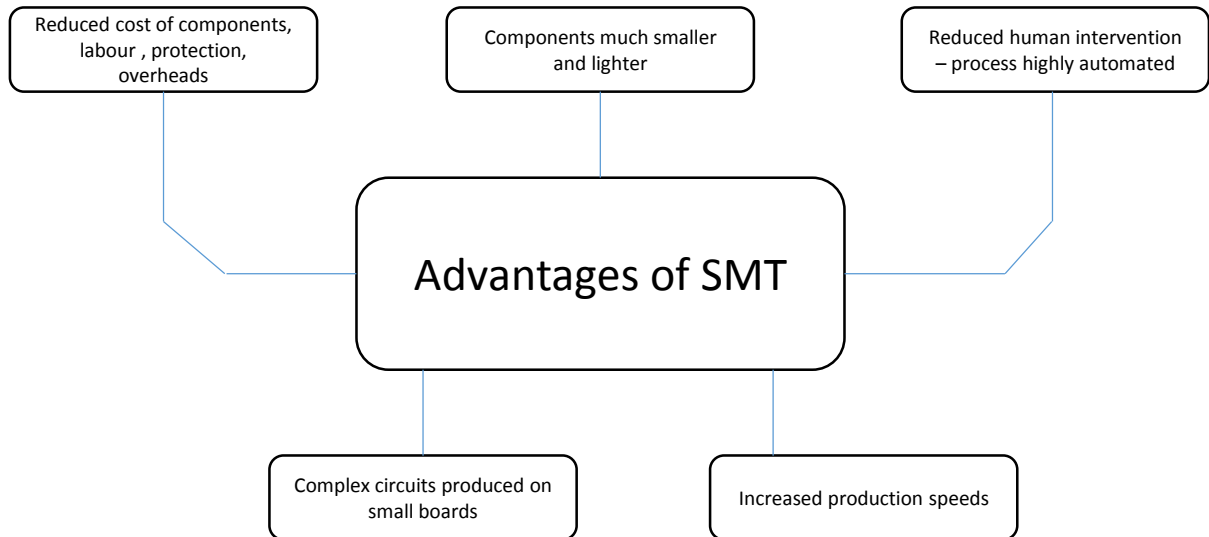 Reduced cost of components,
labour , protection,
overheads
Components much smaller
and lighter
Reduced human intervention
– process highly automated
Advantages of SMT
Complex circuits produced on
small boards
Increased production speeds